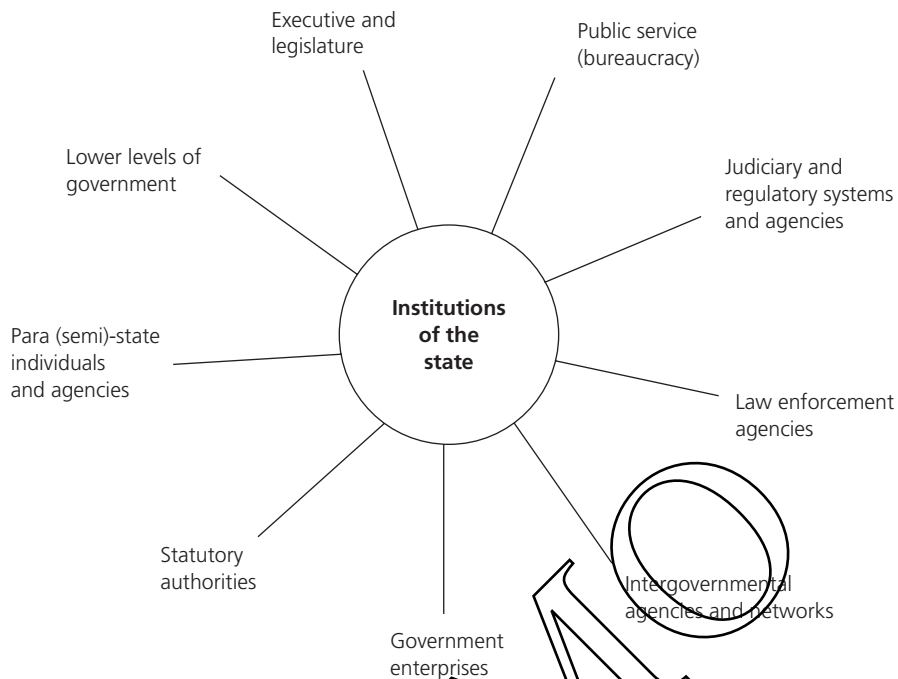 Executive and
legislature
Public service
(bureaucracy)
Judiciary and
regulatory systems
and agencies
Law enforcement
agencies
Intergovernmental
agencies and networks
Government
enterprises
Statutory
authorities
Para (semi)-state
individuals
and agencies
Lower levels of
government
Institutions
of the
state